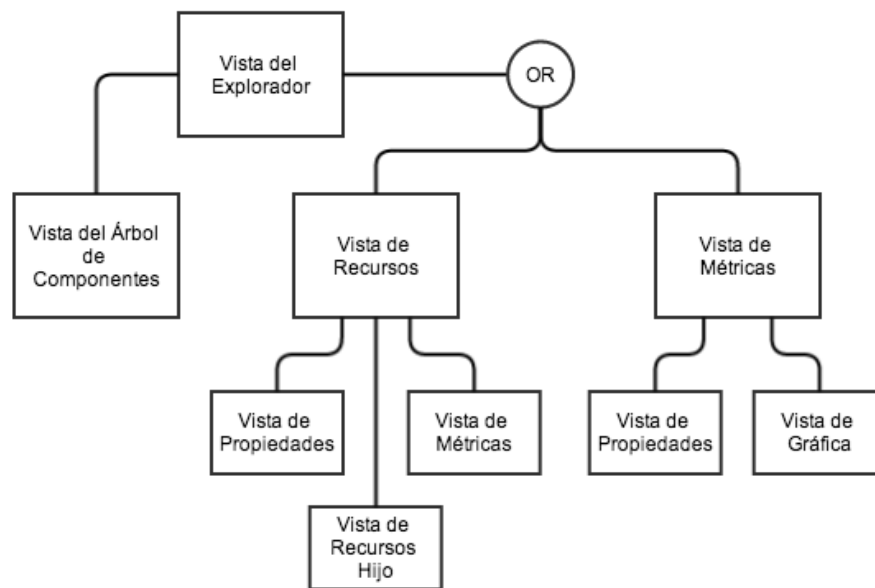 Vista del
Explorador
OR
Vista del Árbol
de
Componentes
Vista de
Recursos
Vista de
Métricas
Vista de
Propiedades
Vista de
Métricas
Vista de
Propiedades
Vista de
Gráfica
Vista de
Recursos
Hijo